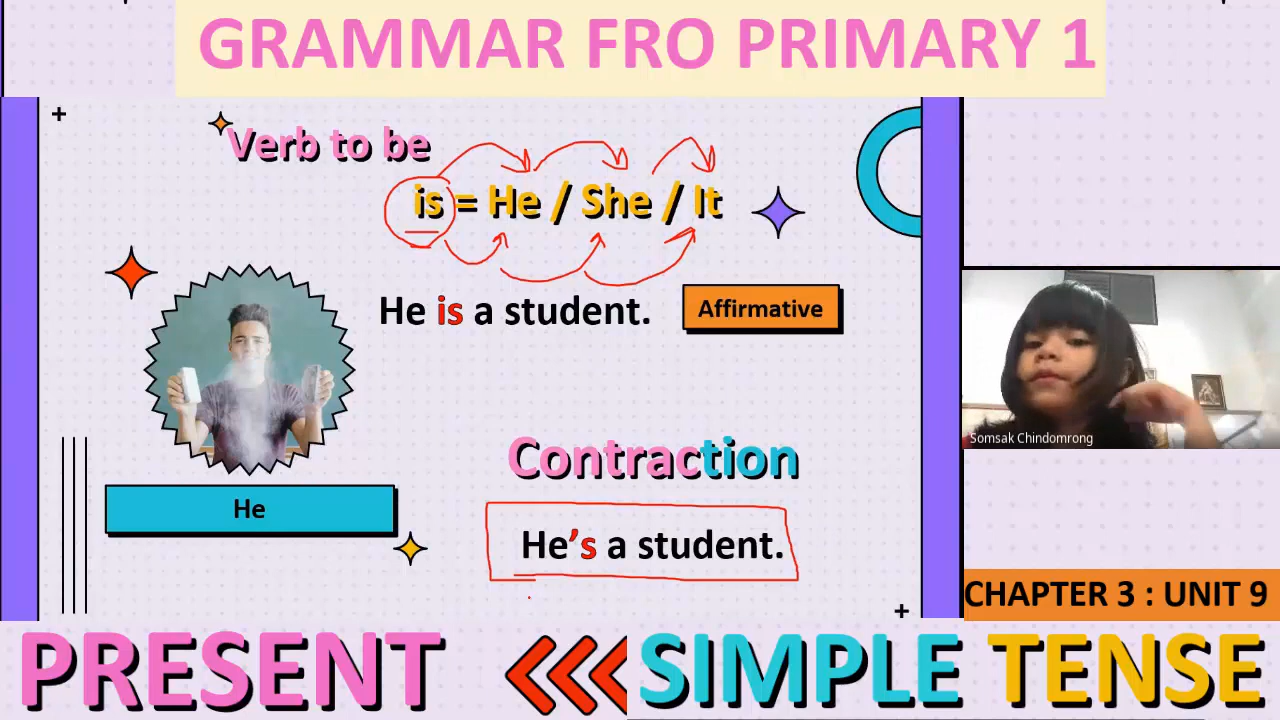 GRAMMAR FRO PRIMARY 1
Verb to be
is = He / She / It
He is a student.
Affirmative
He
Contraction
He's a student.
Somsak Chindomrong
CHAPTER 3 : UNIT 9
PRESENT
SIMPLE TENSE